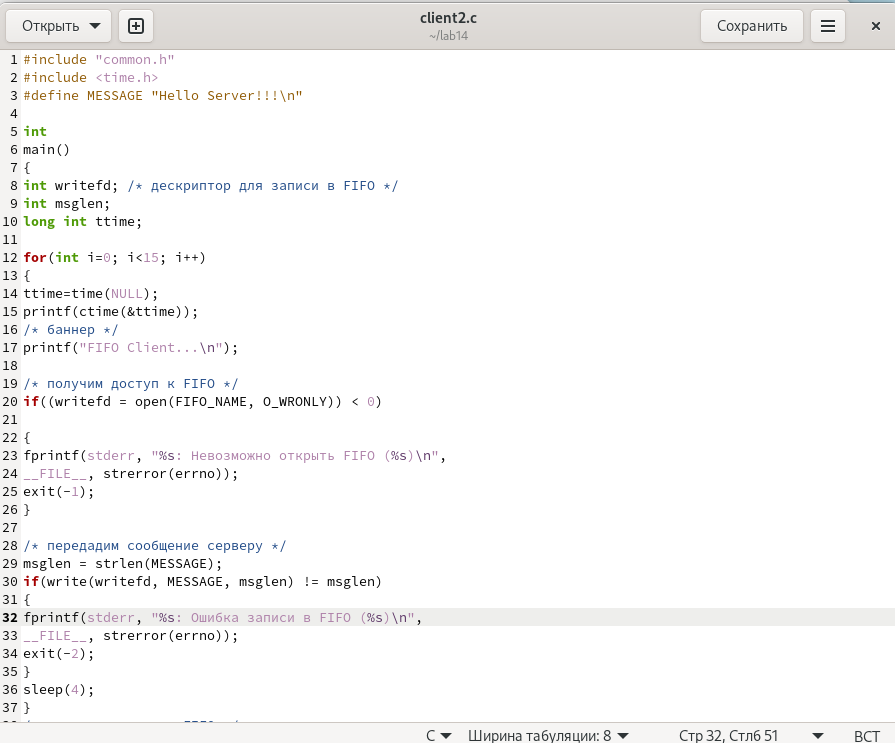 Открыть
client2.c
~/lab14
Сохранить
1 #include "common.h"
2 #include <time.h>
3 #define MESSAGE "Hello Server!!!\n"
4
5 int
6 main()
7 {
8 int writefd; /* дескриптор для записи в FIFO */
9 int msglen;
10 long int ttime;
11
12 for(int i=0; i<15; i++)
13 {
14 ttime=time(NULL);
15 printf(ctime(&ttime));
16 /* баннер */
17 printf("FIFO Client...\n");
18
19 /* получим доступ к FIFO */
20 if((writefd = open(FIFO_NAME, O_WRONLY)) < 0)
21
22 {
23 fprintf(stderr, "%s: Невозможно открыть FIFO (%s)\n",
24 __FILE__, strerror(errno));
25 exit(-1);
26 }
27
28 /* передадим сообщение серверу */
29 msglen = strlen(MESSAGE);
30 if(write(writefd, MESSAGE, msglen) != msglen)
31 {
32 fprintf(stderr, "%s: Ошибка записи в FIFO (%s)\n",
33 __FILE__, strerror(errno));
34 exit(-2);
35 }
36 sleep(4);
37 }
C Ширина табуляции: 8 Стр 32, Стлб 51 ВСТ